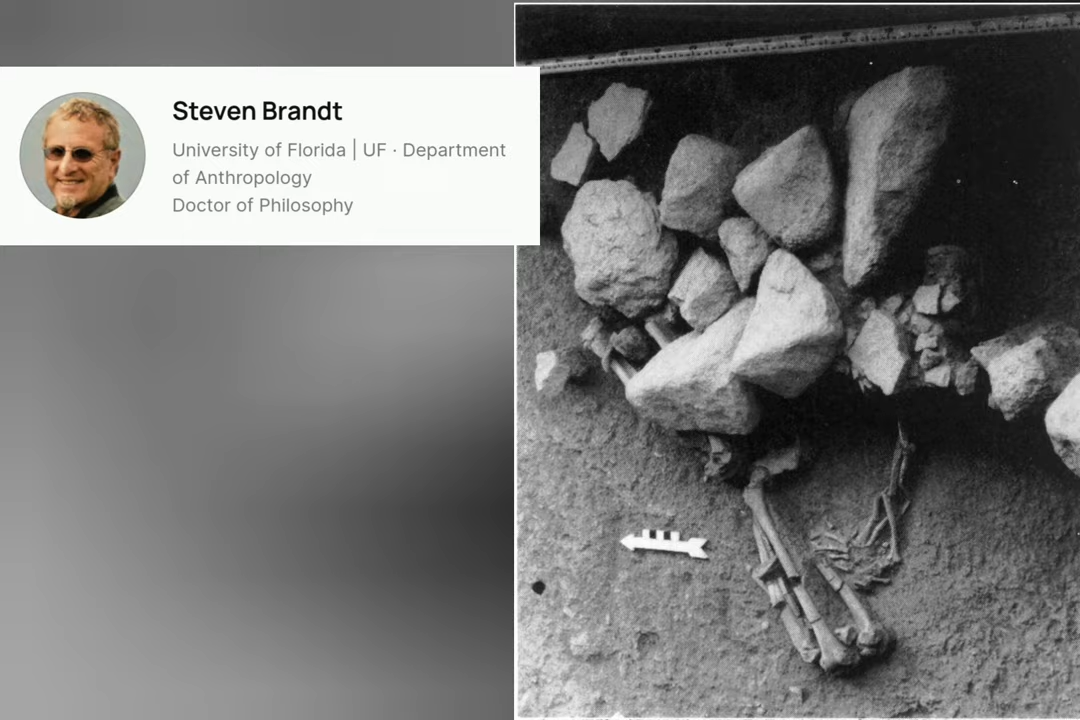 Steven Brandt
University of Florida | UF · Department
of Anthropology
Doctor of Philosophy